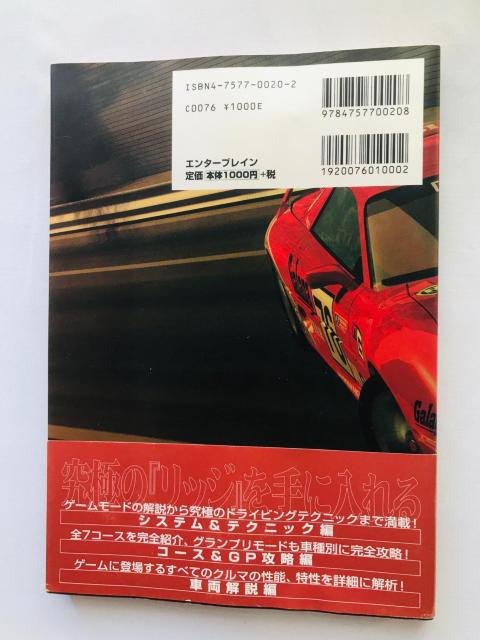 ISBN4-7577-0020-2
C0076 ¥1000E
9784757700208
エンターブレイン
定価 本体1000円+税
1920076010002
Galaga
76
Galaga
究極の『リッジ』を手に入れる
ゲームモードの解説から究極のドライビングテクニックまで満載!
システム&テクニック編
全7コースを完全紹介、グランプリモードも車種別に完全攻略!
コース&GP攻略編
ゲームに登場するすべてのクルマの性能、特性を詳細に解析!
車両解説編